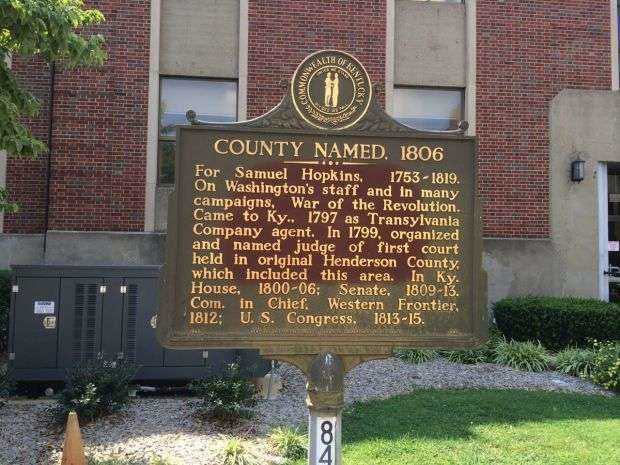 COMMONWEALTH OF KENTUCKY
COUNTY NAMED, 1806
For Samuel Hopkins, 1753-1819.
On Washington's staff and in many
campaigns, War of the Revolution.
Came to Ky., 1797 as Transylvania
Company agent. In 1799, organized
and named judge of first court
held in original Henderson County,
which included this area. In Ky.
House, 1800-06; Senate, 1809-13.
Com. in Chief, Western Frontier,
1812; U.S. Congress, 1813-15.
84